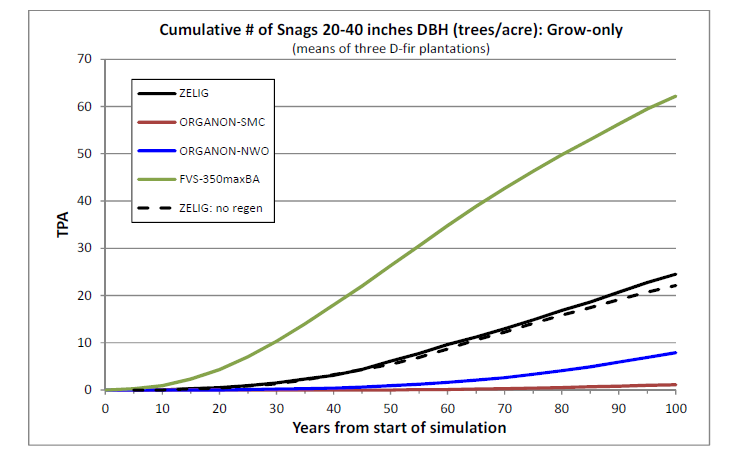 Cumulative # of Snags 20-40 inches DBH (trees/acre): Grow-only
(means of three D-fir plantations)
70
60
50
40
30
20
10
0
TPA
ZELIG
ORGANON-SMC
ORGANON-NWO
FVS-350maxBA
ZELIG: no regen
0 10 20 30 40 50 60 70 80 90 100
Years from start of simulation